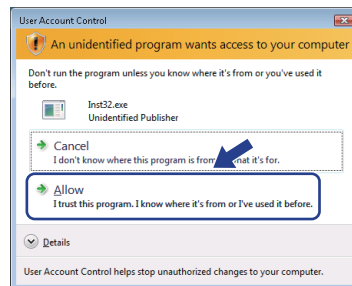 User Account Control
An unidentified program wants access to your computer
Don't run the program unless you know where it's from or you've used it
before.
Inst32.exe
Unidentified Publisher
Cancel
I don't know where this program is from hat it's for.
Allow
I trust this program. I know where it's from or I've used it before.
Details
User Account Control helps stop unauthorized changes to your computer.